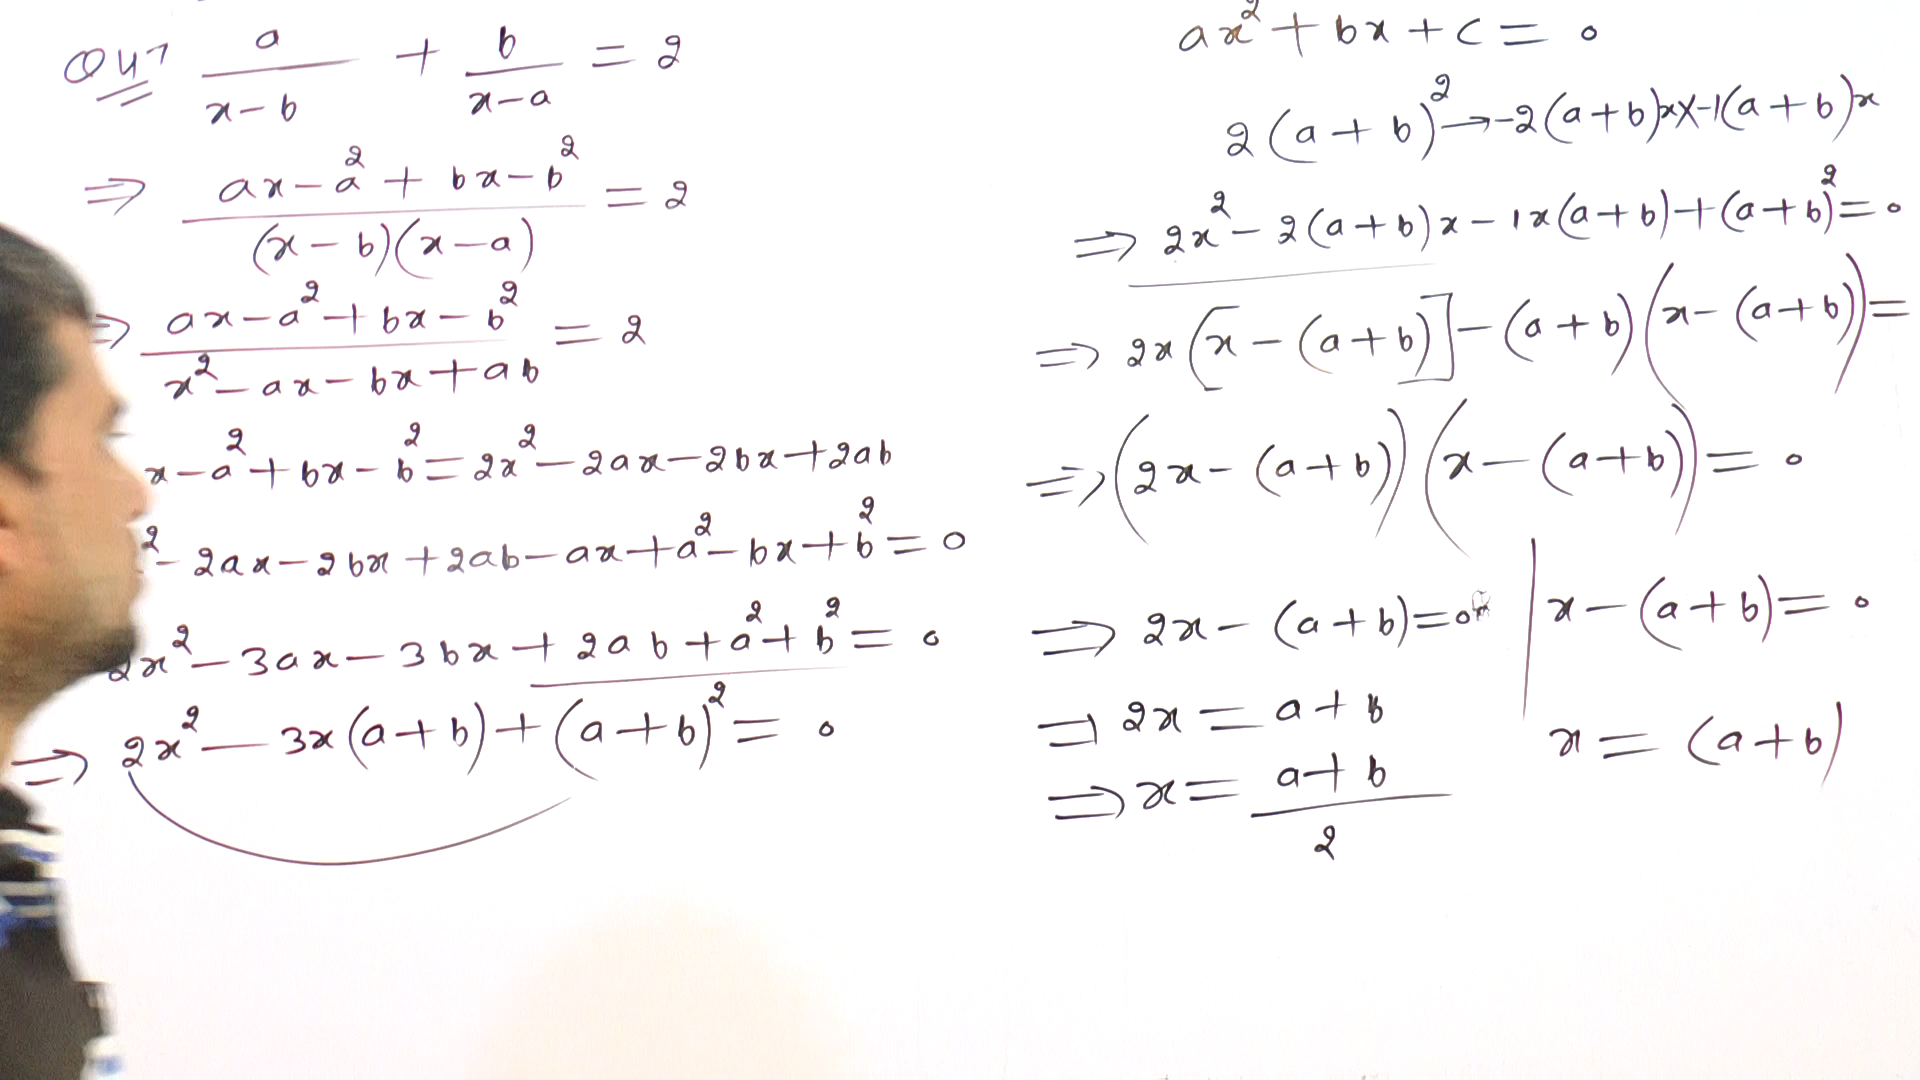 Q47 a/(x-b) + b/(x-a) = 2
⇒ (ax-a²+bx-b²)/((x-b)(x-a)) = 2
⇒ (ax-a²+bx-b²)/(x²-ax-bx+ab) = 2
x-a²+bx-b²=2x²-2ax-2bx+2ab
²-2ax-2bx+2ab-ax+a²-bx+b²=0
2x²-3ax-3bx+2ab+a²+b²=0
⇒ 2x²-3x(a+b)+(a+b)²=0
ax²+bx+c=0
2(a+b)²→-2(a+b)x×-1(a+b)x
⇒ 2x²-2(a+b)x-1x(a+b)+(a+b)²=0
⇒ 2x[x-(a+b)]-(a+b)(x-(a+b))=
⇒ (2x-(a+b))(x-(a+b))=0
⇒ 2x-(a+b)=0 | x-(a+b)=0
⇒ 2x=a+b
x=(a+b)
⇒ x=(a+b)/2